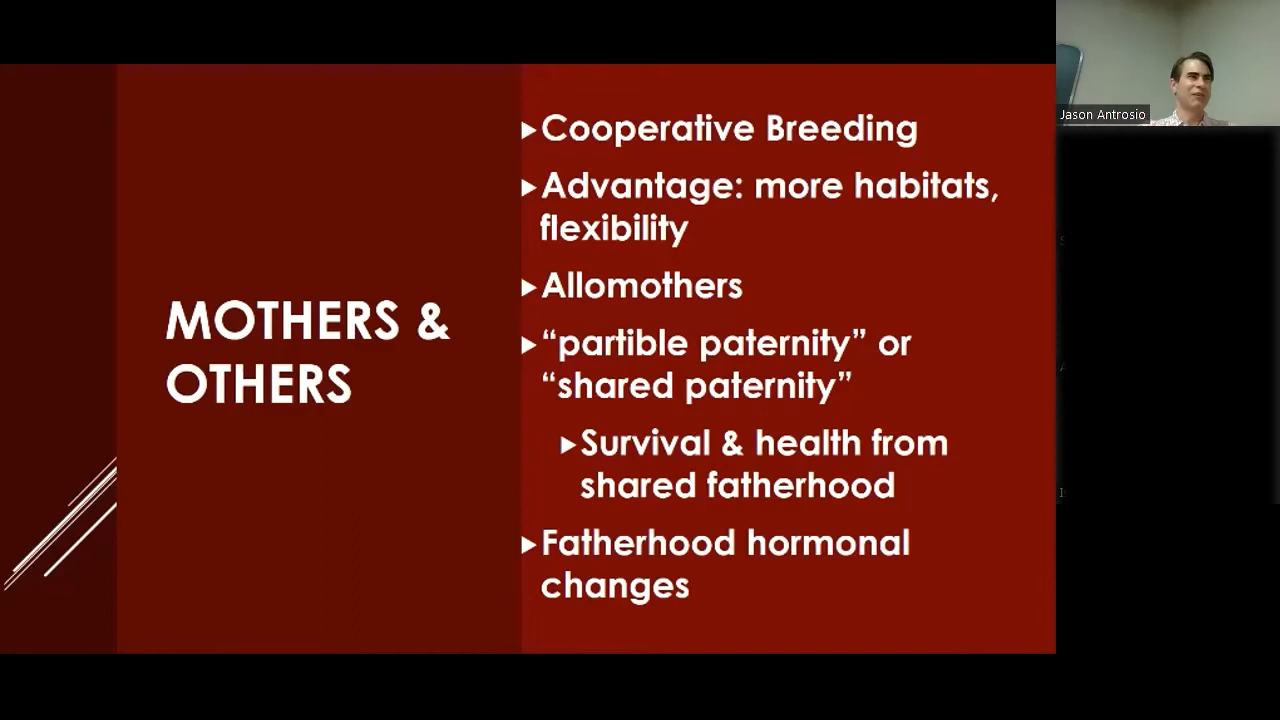 MOTHERS &
OTHERS
Cooperative Breeding
Advantage: more habitats,
flexibility
Allomothers
“partible paternity” or
“shared paternity”
Survival & health from
shared fatherhood
Fatherhood hormonal
changes
Jason Antrosio